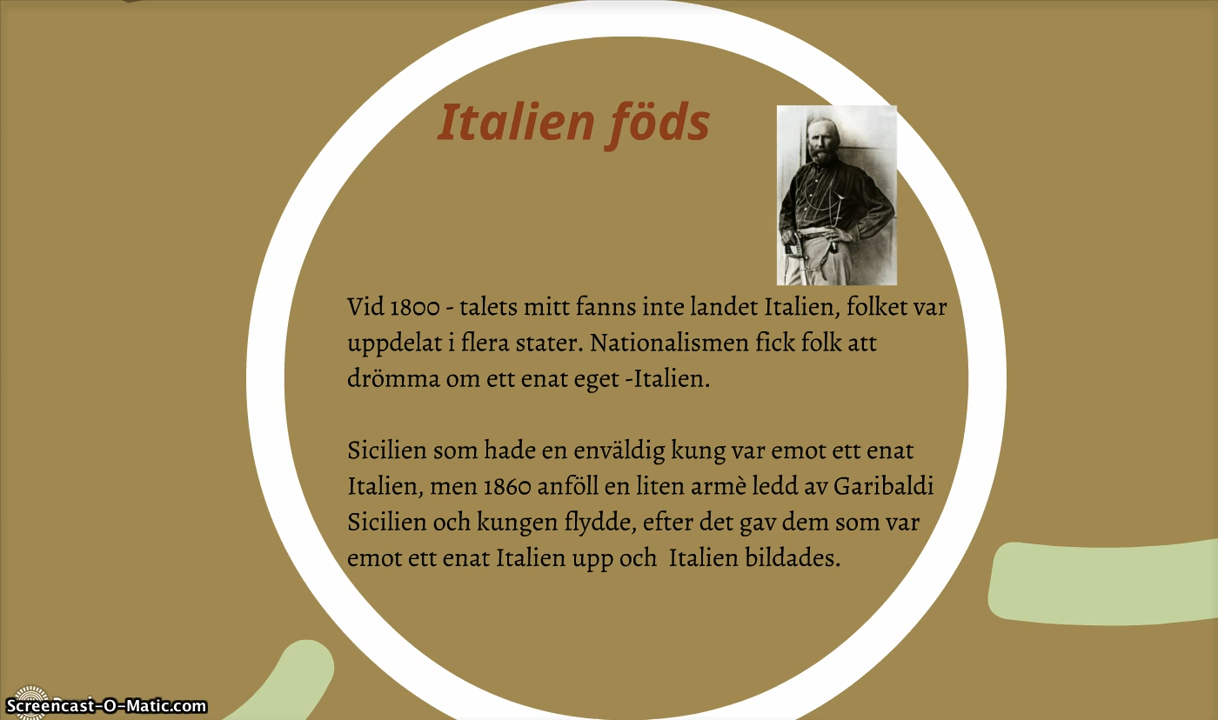 Italien föds
Vid 1800 - talets mitt fanns inte landet Italien, folket var
uppdelat i flera stater. Nationalismen fick folk att
drömma om ett enat eget -Italien.
Sicilien som hade en enväldig kung var emot ett enat
Italien, men 1860 anföll en liten armè ledd av Garibaldi
Sicilien och kungen flydde, efter det gav dem som var
emot ett enat Italien upp och  Italien bildades.
Screencast-O-Matic.com